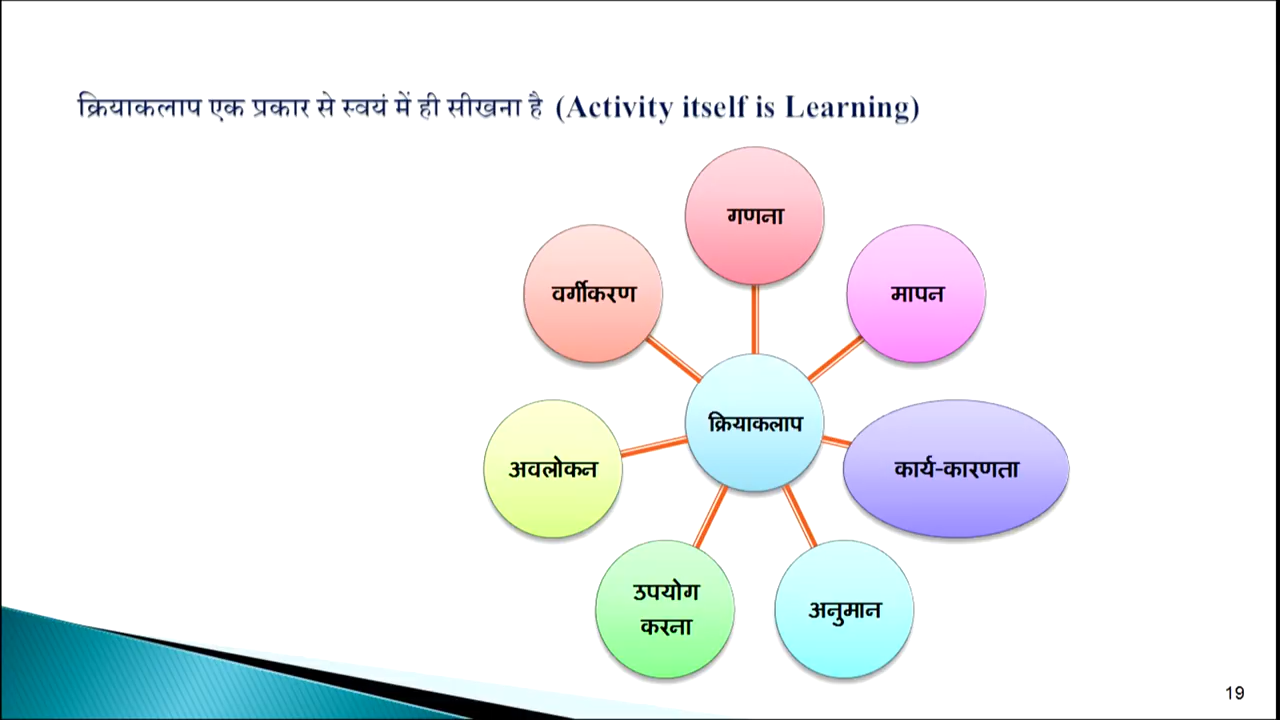 क्रियाकलाप एक प्रकार से स्वयं में ही सीखना है (Activity itself is Learning)
गणना
वर्गीकरण
मापन
क्रियाकलाप
अवलोकन
कार्य-कारणता
उपयोग
करना
अनुमान
19